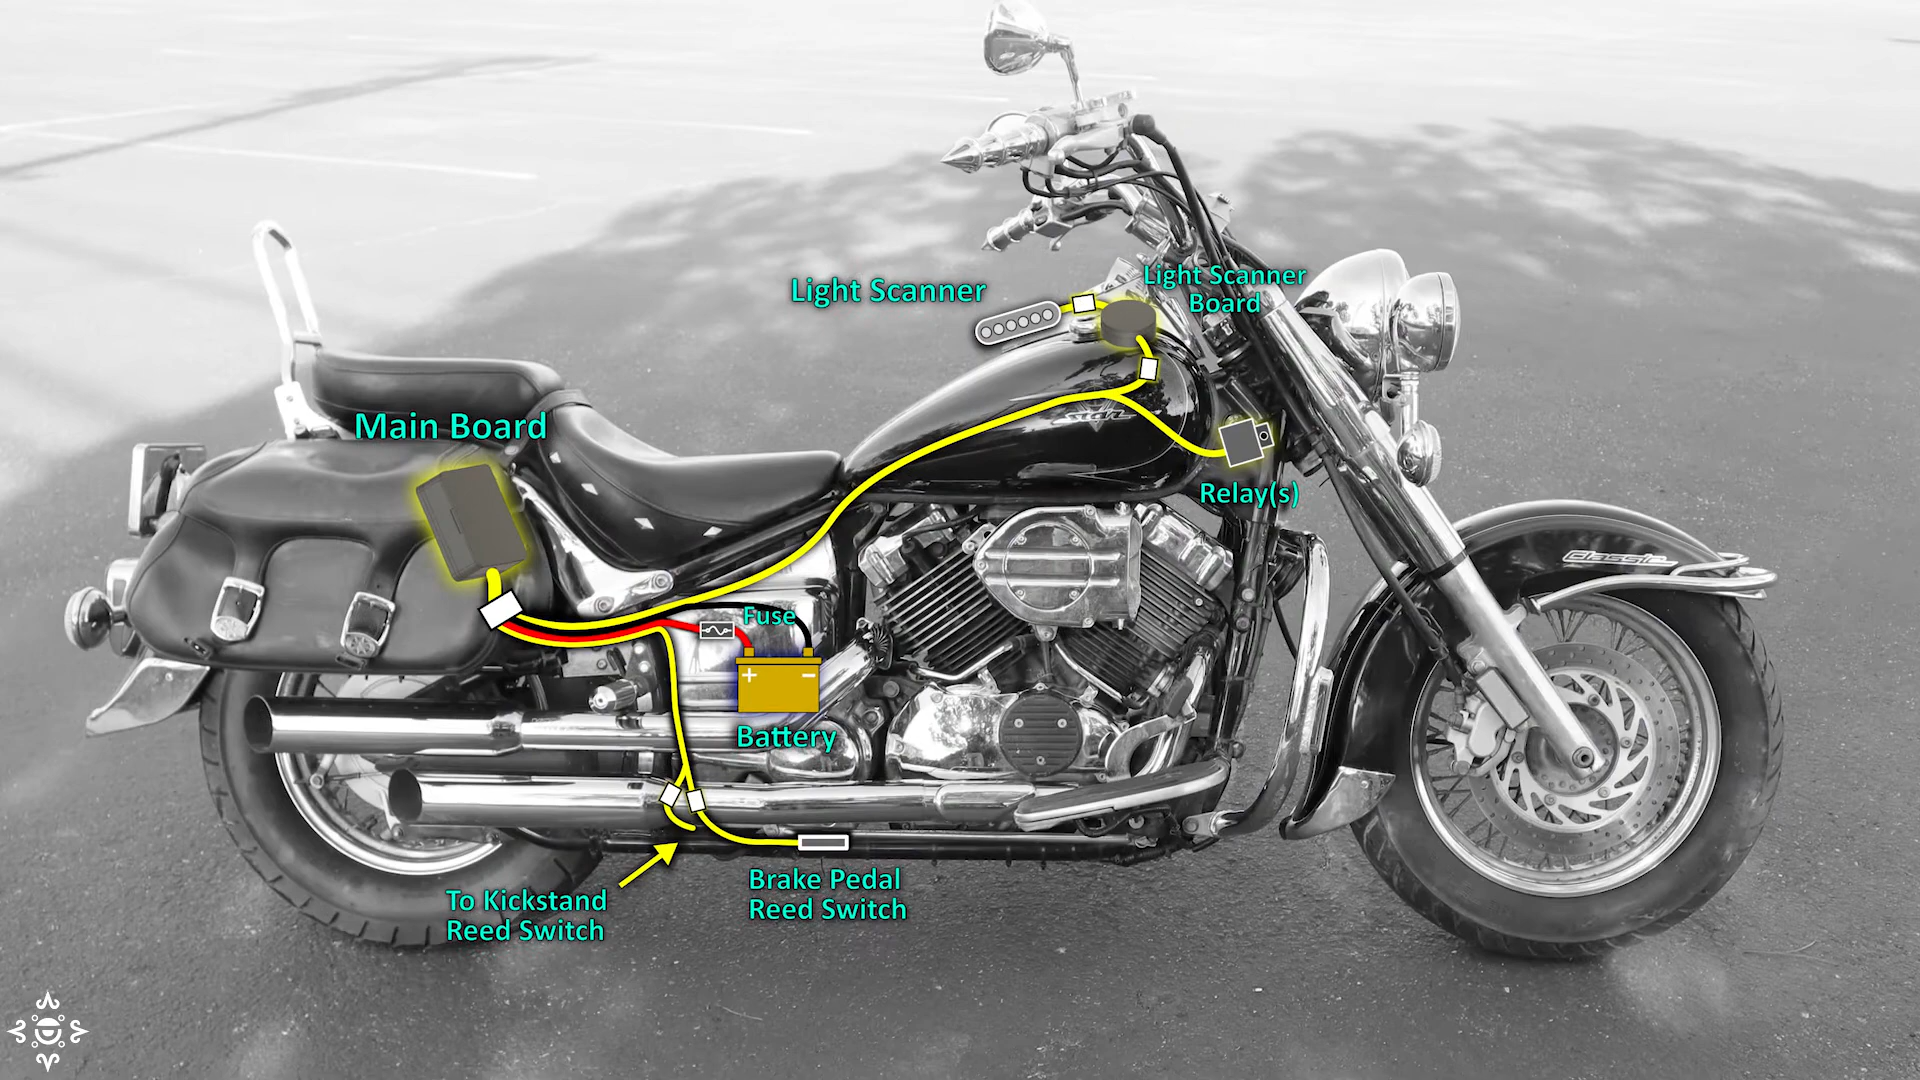 Light Scanner
Light Scanner
Board
Main Board
STAR
Relay(s)
Classic
Fuse
+ −
Battery
Brake Pedal
Reed Switch
To Kickstand
Reed Switch